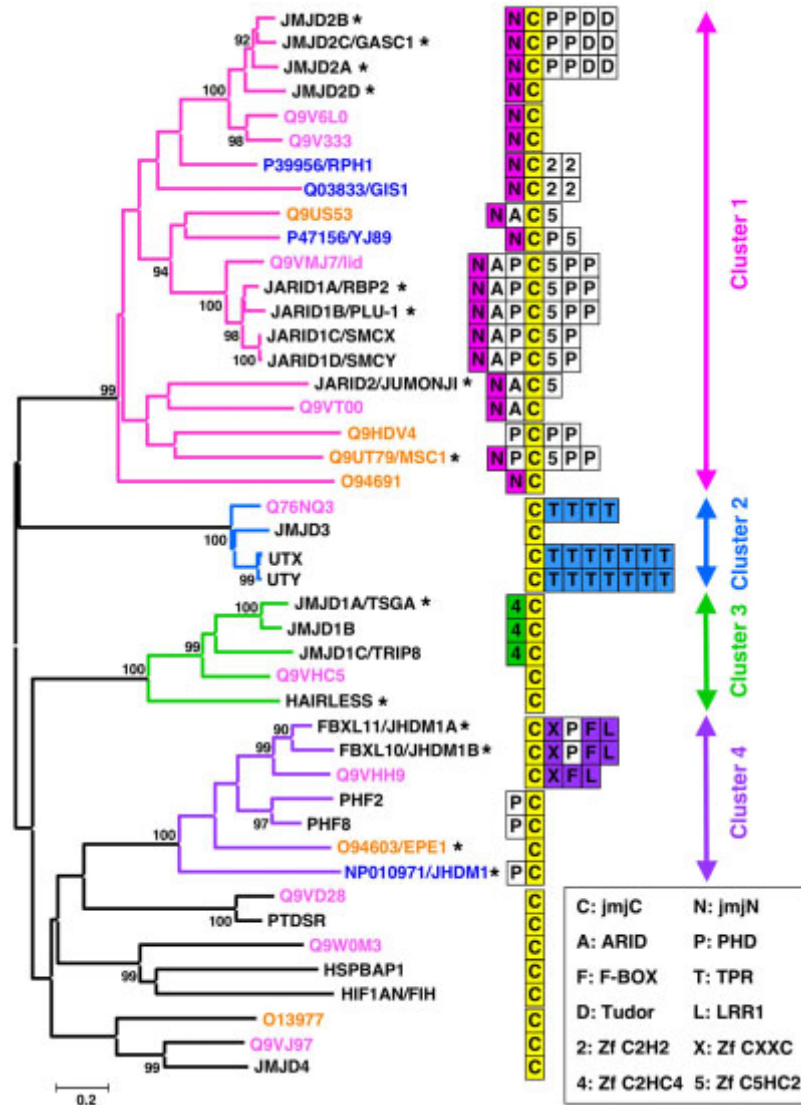 JMJD2B * N C P P D D
92
JMJD2C/GASC1 * N C P P D D
JMJD2A * N C P P D D
100 JMJD2D * N C
Q9V6L0 N C
98 Q9V333 N C
P39956/RPH1 N C 2 2
Q03833/GIS1 N C 2 2
Q9US53 N A C 5
P47156/YJ89 N C P 5
94 Q9VMJ7/lid N A P C 5 P P
100 JARID1A/RBP2 * N A P C 5 P P
JARID1B/PLU-1 * N A P C 5 P P
98 JARID1C/SMCX N A P C 5 P
100 JARID1D/SMCY N A P C 5 P
99 JARID2/JUMONJI * N A C 5
Q9VT00 N A C
Q9HDV4 P C P P
Q9UT79/MSC1 * N P C 5 P P
O94691 N C
Cluster 1
Q76NQ3 C T T T T
100 JMJD3 C
UTX C T T T T T T T
99 UTY C T T T T T T T
Cluster 2
100 JMJD1A/TSGA * 4 C
JMJD1B 4 C
99 JMJD1C/TRIP8 4 C
100 Q9VHC5 C
HAIRLESS * C
Cluster 3
90 FBXL11/JHDM1A * C X P F L
99 FBXL10/JHDM1B * C X P F L
Q9VHH9 C X F L
PHF2 P C
97 PHF8 P C
100 O94603/EPE1 * C
NP010971/JHDM1 * P C
Cluster 4
Q9VD28 C
100 PTDSR C
Q9W0M3 C
99 HSPBAP1 C
HIF1AN/FIH C
O13977 C
Q9VJ97 C
99 JMJD4 C
0.2
C: jmjC N: jmjN
A: ARID P: PHD
F: F-BOX T: TPR
D: Tudor L: LRR1
2: Zf C2H2 X: Zf CXXC
4: Zf C2HC4 5: Zf C5HC2